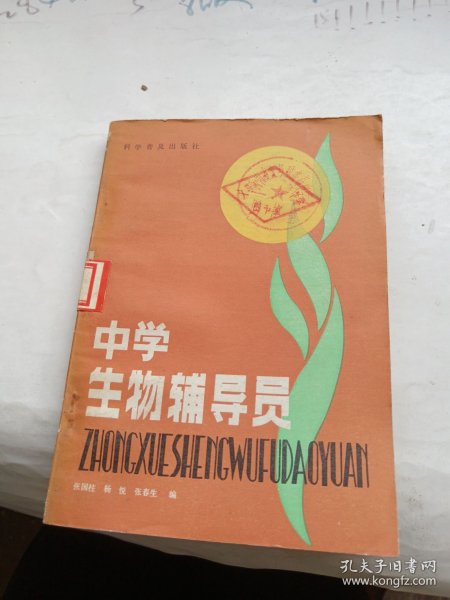 科学普及出版社
中学
生物辅导员
ZHONGXUESHENGWUFUDAOYUAN
张国柱 杨悦 张春生 编
孔夫子旧书网
www.kongfz.com